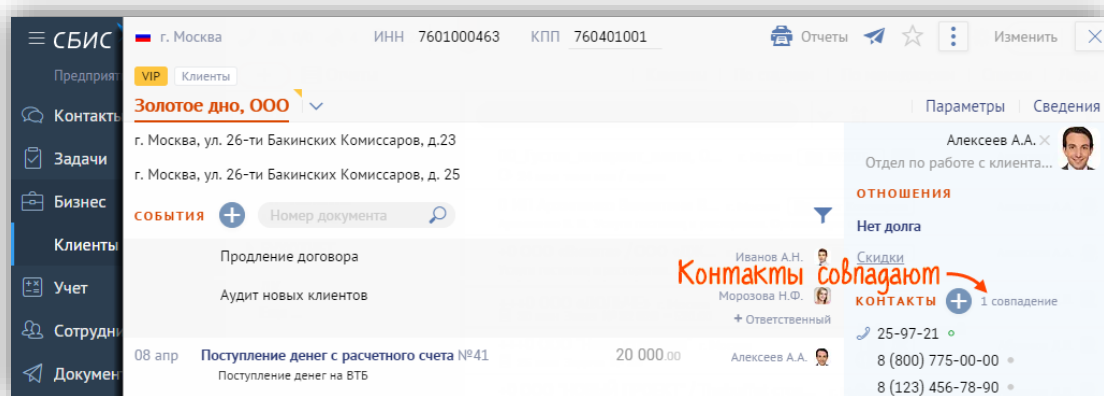 СБИС
г. Москва ИНН 7601000463 КПП 760401001 Отчеты Изменить
Предприят
VIP Клиенты
Золотое дно, ООО Параметры Сведения
Контакты
г. Москва, ул. 26-ти Бакинских Комиссаров, д.23
Алексеев А.А.
Отдел по работе с клиента...
Задачи
г. Москва, ул. 26-ти Бакинских Комиссаров, д. 25
ОТНОШЕНИЯ
Бизнес
СОБЫТИЯ Номер документа
Нет долга
Клиенты
Продление договора Иванов А.Н.
Скидки
Контакты совпадают
Учет
Аудит новых клиентов Морозова Н.Ф.
КОНТАКТЫ 1 совпадение
+ Ответственный
Сотрудни
25-97-21
08 апр Поступление денег с расчетного счета №41 20 000.00 Алексеев А.А.
8 (800) 775-00-00
Докумен
Поступление денег на ВТБ
8 (123) 456-78-90